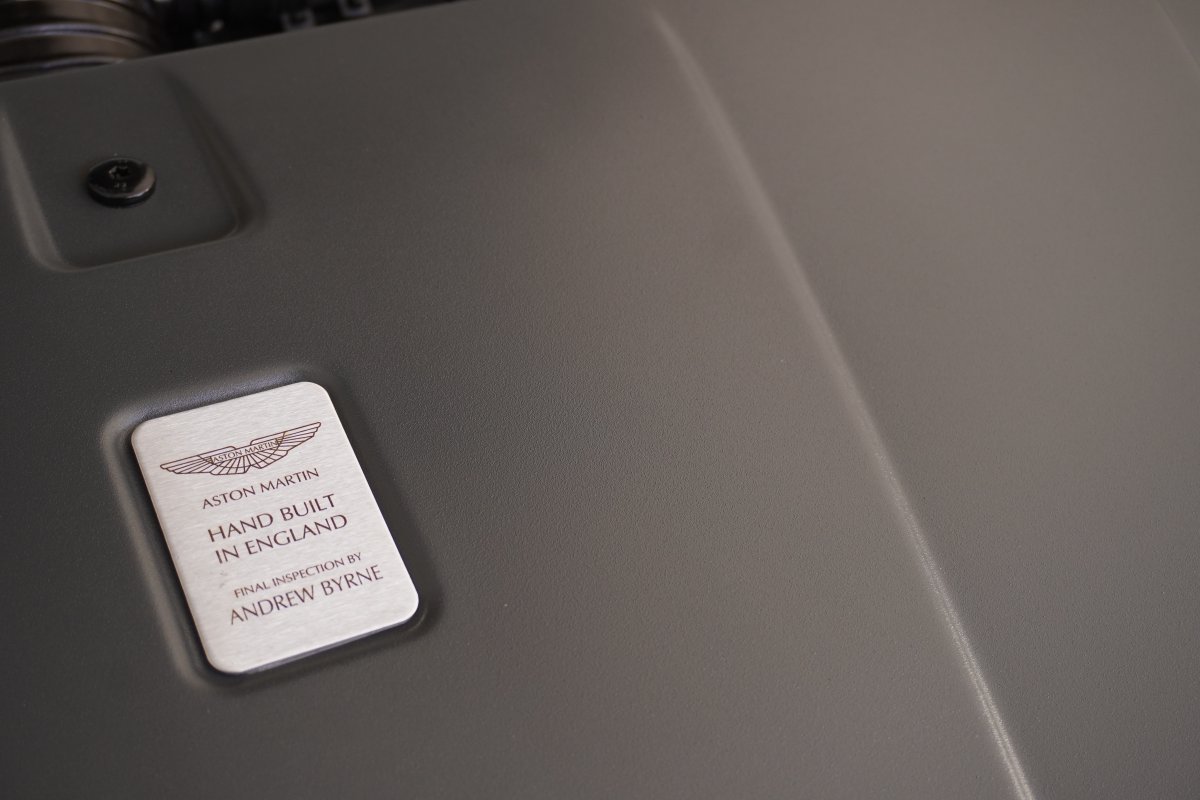 ASTON MARTIN
ASTON MARTIN
HAND BUILT
IN ENGLAND
FINAL INSPECTION BY
ANDREW BYRNE